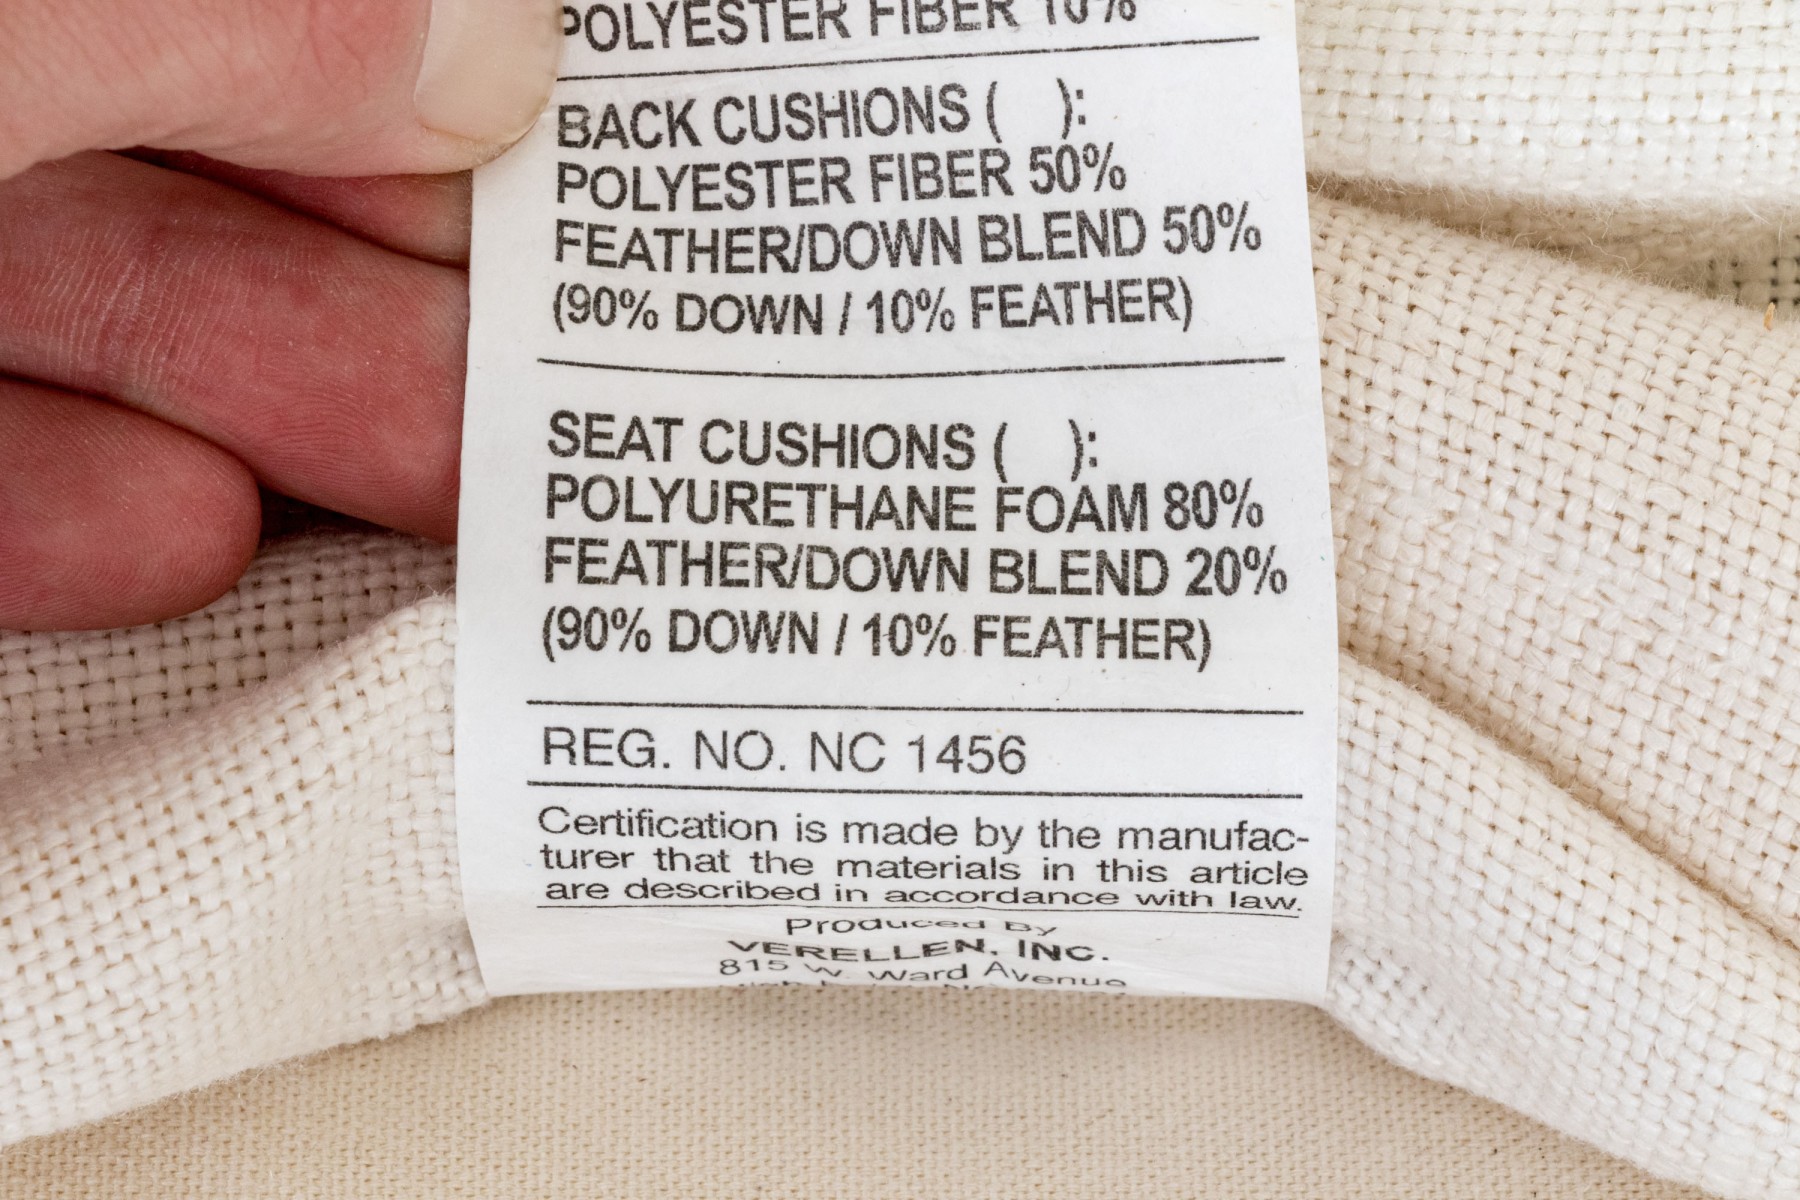 POLYESTER FIBER 10%
BACK CUSHIONS ( ):
POLYESTER FIBER 50%
FEATHER/DOWN BLEND 50%
(90% DOWN / 10% FEATHER)
SEAT CUSHIONS ( ):
POLYURETHANE FOAM 80%
FEATHER/DOWN BLEND 20%
(90% DOWN / 10% FEATHER)
REG. NO. NC 1456
Certification is made by the manufac-
turer that the materials in this article
are described in accordance with law.
Produced By
VERELLEN, INC.
815 W. Ward Avenue